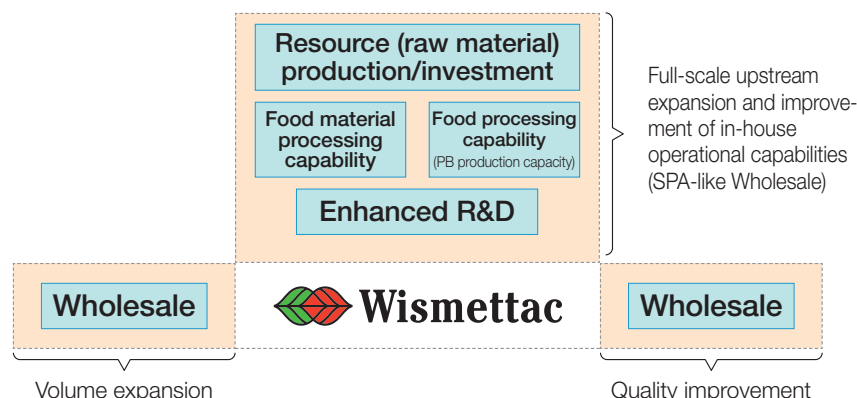 Resource (raw material)
production/investment
Food material
processing
capability
Food processing
capability
(PB production capacity)
Enhanced R&D
Full-scale upstream
expansion and improve-
ment of in-house
operational capabilities
(SPA-like Wholesale)
Wholesale
Wismettac
Wholesale
Volume expansion
Quality improvement